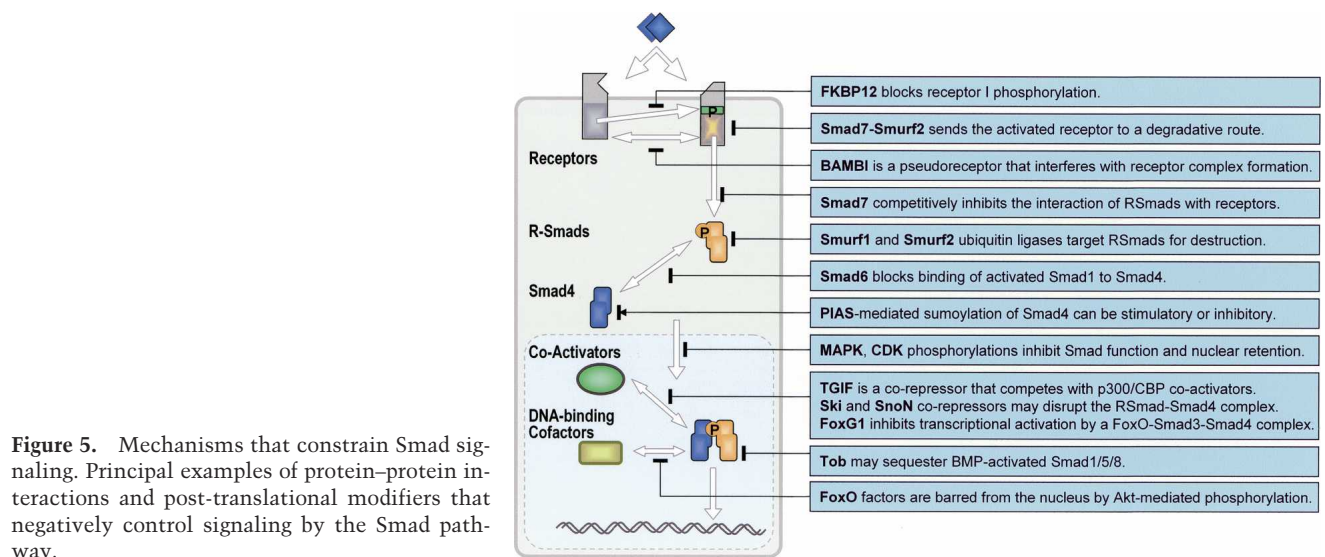 FKBP12 blocks receptor I phosphorylation.
P
Smad7-Smurf2 sends the activated receptor to a degradative route.
Receptors
BAMBI is a pseudoreceptor that interferes with receptor complex formation.
Smad7 competitively inhibits the interaction of RSmads with receptors.
R-Smads
P
Smurf1 and Smurf2 ubiquitin ligases target RSmads for destruction.
Smad6 blocks binding of activated Smad1 to Smad4.
Smad4
PIAS-mediated sumoylation of Smad4 can be stimulatory or inhibitory.
Co-Activators
MAPK, CDK phosphorylations inhibit Smad function and nuclear retention.
TGIF is a co-repressor that competes with p300/CBP co-activators.
Ski and SnoN co-repressors may disrupt the RSmad-Smad4 complex.
FoxG1 inhibits transcriptional activation by a FoxO-Smad3-Smad4 complex.
DNA-binding
Cofactors
P
Tob may sequester BMP-activated Smad1/5/8.
FoxO factors are barred from the nucleus by Akt-mediated phosphorylation.
Figure 5. Mechanisms that constrain Smad sig-
naling. Principal examples of protein–protein in-
teractions and post-translational modifiers that
negatively control signaling by the Smad path-
way.